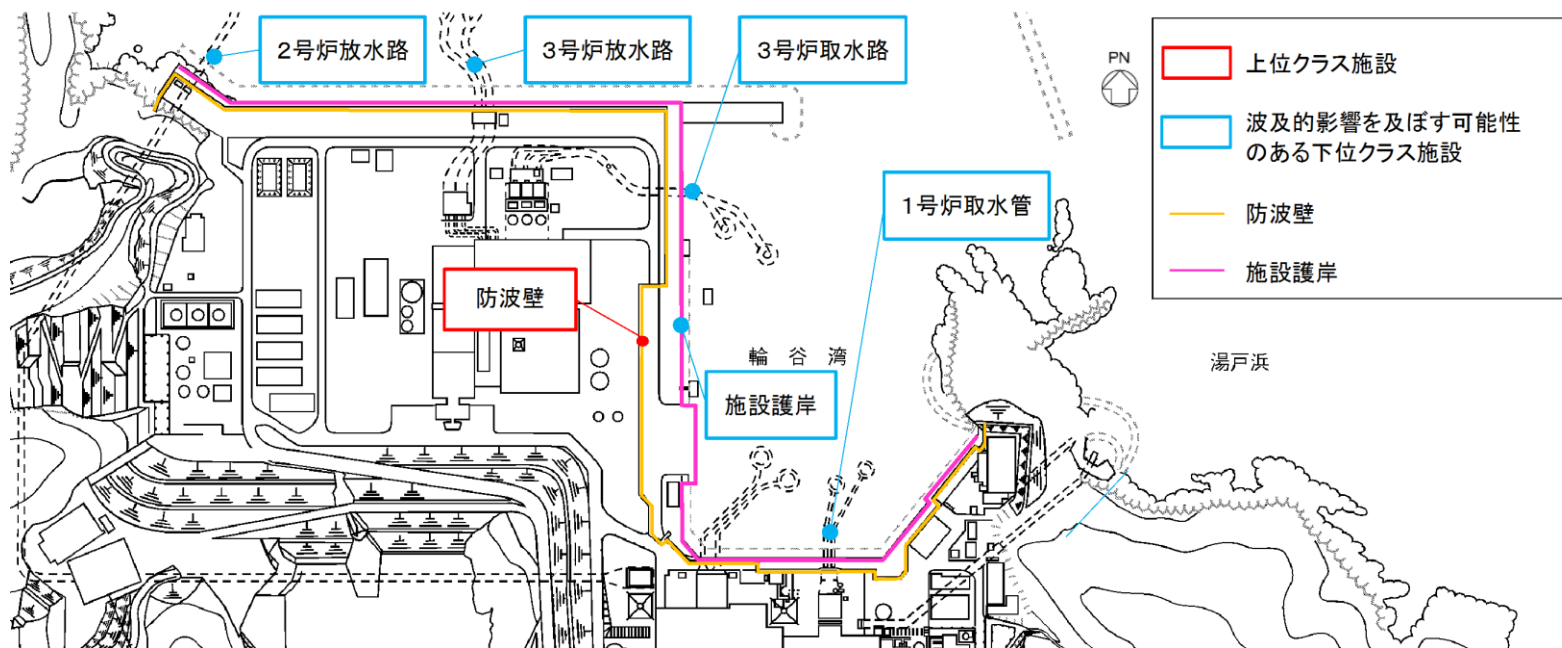 2号炉放水路
3号炉放水路
3号炉取水路
PN
上位クラス施設
波及的影響を及ぼす可能性
のある下位クラス施設
防波壁
施設護岸
1号炉取水管
防波壁
輪谷湾
湯戸浜
施設護岸